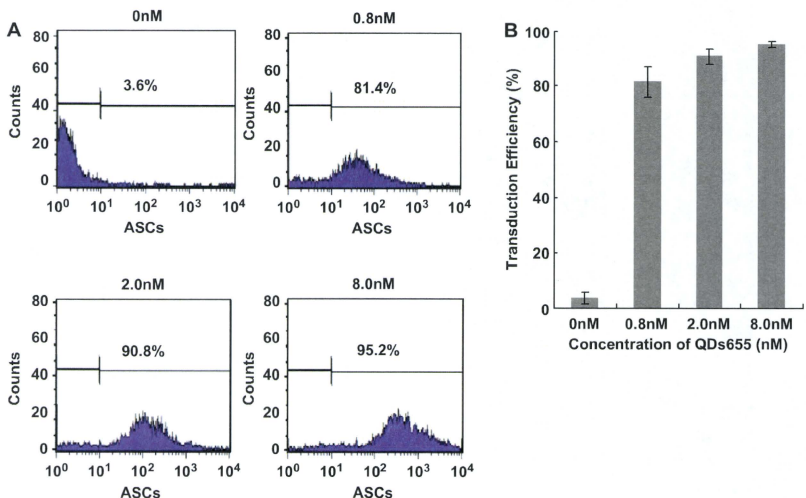 A
0nM
80
60
40
20
0
Counts
3.6%
10⁰ 10¹ 10² 10³ 10⁴
ASCs
0.8nM
80
60
40
20
0
Counts
81.4%
10⁰ 10¹ 10² 10³ 10⁴
ASCs
2.0nM
80
60
40
20
0
Counts
90.8%
10⁰ 10¹ 10² 10³ 10⁴
ASCs
8.0nM
80
60
40
20
0
Counts
95.2%
10⁰ 10¹ 10² 10³ 10⁴
ASCs
B
100
80
60
40
20
0
Transduction Efficiency (%)
0nM 0.8nM 2.0nM 8.0nM
Concentration of QDs655 (nM)